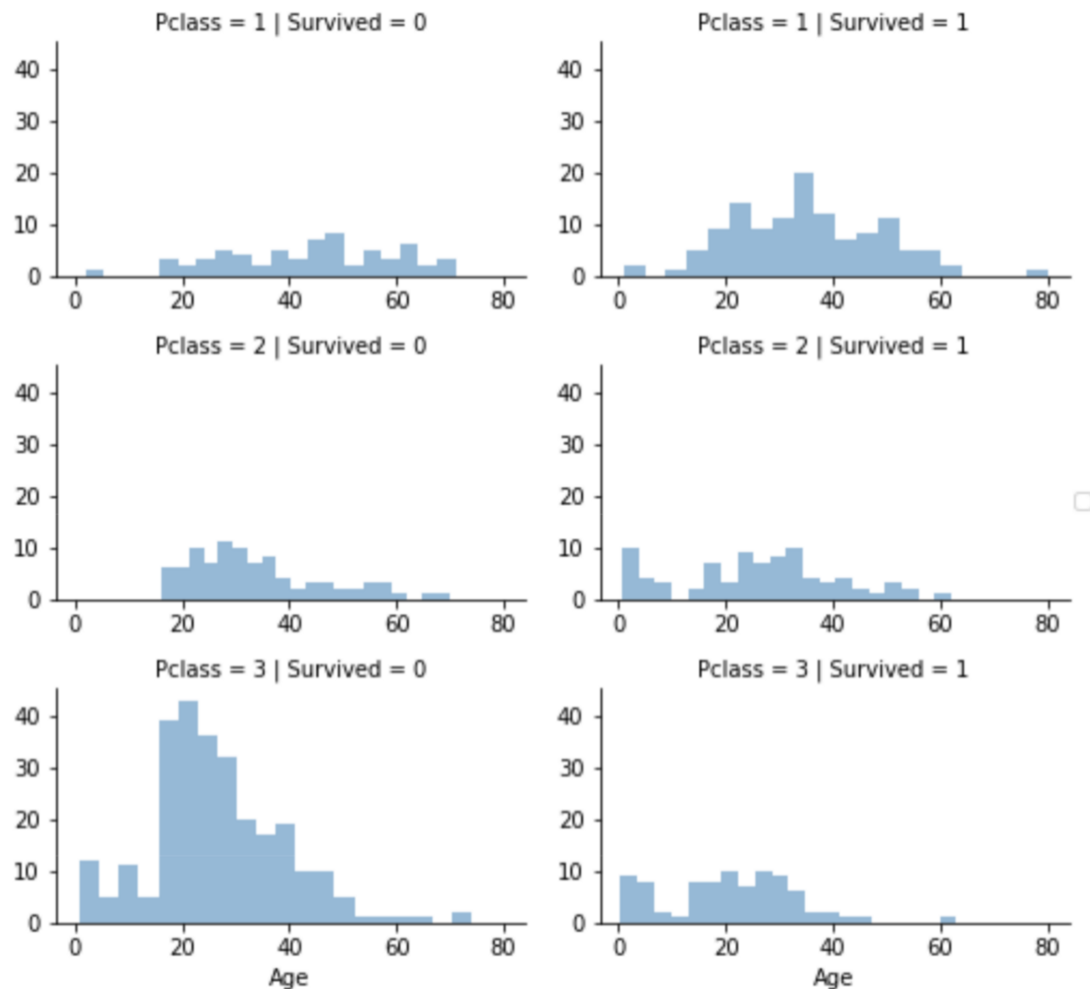 Pclass = 1 | Survived = 0
Pclass = 1 | Survived = 1
40
30
20
10
0
0 20 40 60 80
40
30
20
10
0
0 20 40 60 80
Pclass = 2 | Survived = 0
Pclass = 2 | Survived = 1
40
30
20
10
0
0 20 40 60 80
40
30
20
10
0
0 20 40 60 80
Pclass = 3 | Survived = 0
Pclass = 3 | Survived = 1
40
30
20
10
0
0 20 40 60 80
Age
40
30
20
10
0
0 20 40 60 80
Age